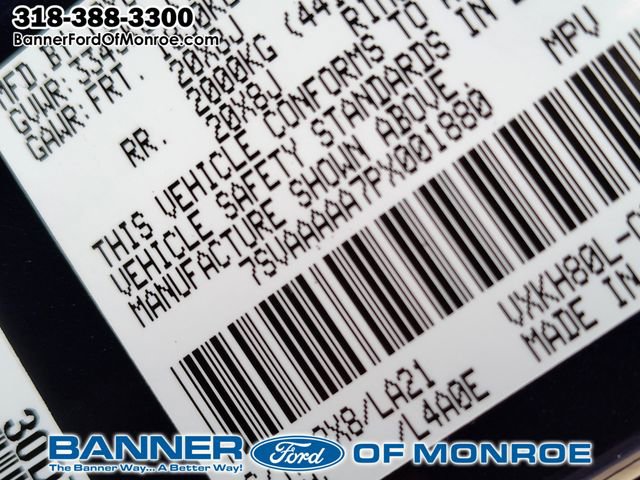 318-388-3300
BannerFordOfMonroe.com
MFD. B
GVWR: 334
GAWR: FRT.
20X8J
RR. 2000KG (441
20X8J
THIS VEHICLE CONFORMS TO
VEHICLE SAFETY STANDARDS IN
MANUFACTURE SHOWN ABOVE.
7SVAAAAA7PX001880
MPV
VXKH80L-
MADE IN
X8/LA21
/L4A0E
BANNER Ford OF MONROE
The Banner Way... A Better Way!